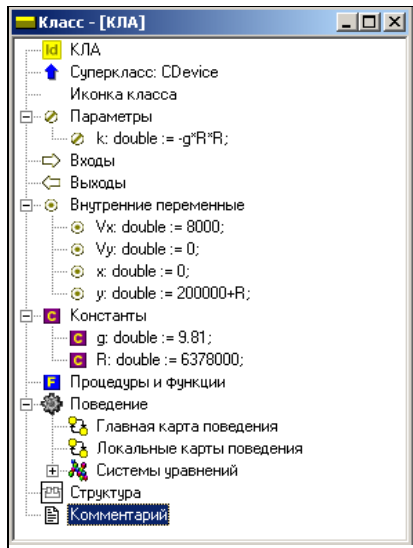 Класс - [КЛА]
Id КЛА
Суперкласс: CDevice
Иконка класса
Параметры
k: double := -g*R*R;
Входы
Выходы
Внутренние переменные
Vx: double := 8000;
Vy: double := 0;
x: double := 0;
y: double := 200000+R;
C Константы
C g: double := 9.81;
C R: double := 6378000;
F Процедуры и функции
Поведение
Главная карта поведения
Локальные карты поведения
Системы уравнений
Структура
Комментарий